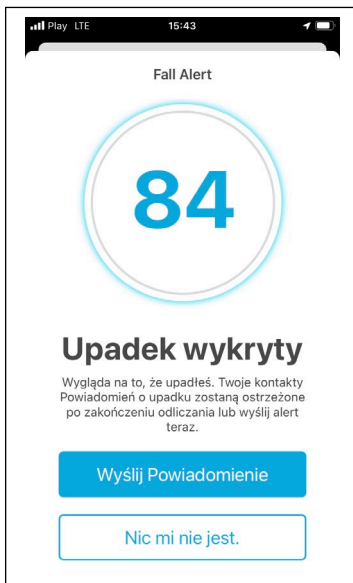 Play LTE 15:43
Fall Alert
84
Upadek wykryty
Wygląda na to, że upadłeś. Twoje kontakty
Powiadomień o upadku zostaną ostrzeżone
po zakończeniu odliczania lub wyślij alert
teraz.
Wyślij Powiadomienie
Nic mi nie jest.